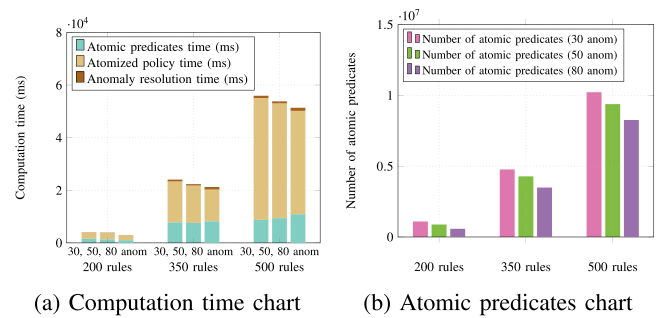 ·10⁴
8
6
4
2
0
Computation time (ms)
Atomic predicates time (ms)
Atomized policy time (ms)
Anomaly resolution time (ms)
30, 50, 80 anom 30, 50, 80 anom 30, 50, 80 anom
200 rules 350 rules 500 rules
(a) Computation time chart
·10⁷
1.5
1
0.5
0
Number of atomic predicates
Number of atomic predicates (30 anom)
Number of atomic predicates (50 anom)
Number of atomic predicates (80 anom)
200 rules 350 rules 500 rules
(b) Atomic predicates chart